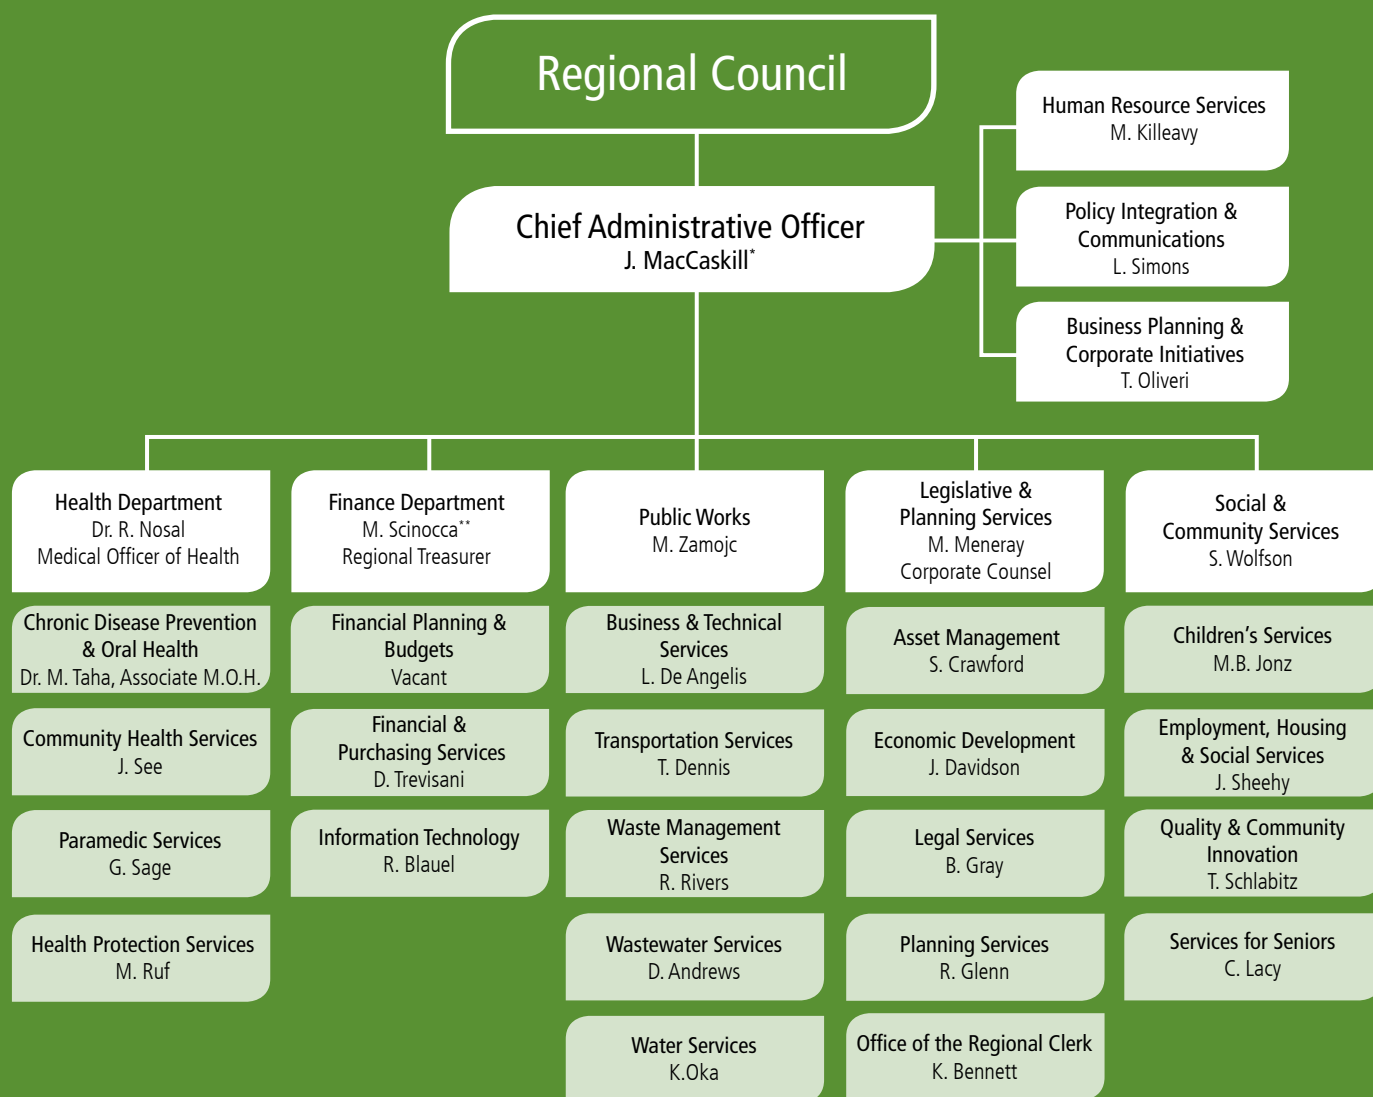 Regional Council
Chief Administrative Officer
J. MacCaskill*
Human Resource Services
M. Killeavy
Policy Integration &
Communications
L. Simons
Business Planning &
Corporate Initiatives
T. Oliveri
Health Department
Dr. R. Nosal
Medical Officer of Health
Chronic Disease Prevention
& Oral Health
Dr. M. Taha, Associate M.O.H.
Community Health Services
J. See
Paramedic Services
G. Sage
Health Protection Services
M. Ruf
Finance Department
M. Scinocca**
Regional Treasurer
Financial Planning &
Budgets
Vacant
Financial &
Purchasing Services
D. Trevisani
Information Technology
R. Blauel
Public Works
M. Zamojc
Business & Technical
Services
L. De Angelis
Transportation Services
T. Dennis
Waste Management
Services
R. Rivers
Wastewater Services
D. Andrews
Water Services
K.Oka
Legislative &
Planning Services
M. Meneray
Corporate Counsel
Asset Management
S. Crawford
Economic Development
J. Davidson
Legal Services
B. Gray
Planning Services
R. Glenn
Office of the Regional Clerk
K. Bennett
Social &
Community Services
S. Wolfson
Children's Services
M.B. Jonz
Employment, Housing
& Social Services
J. Sheehy
Quality & Community
Innovation
T. Schlabitz
Services for Seniors
C. Lacy